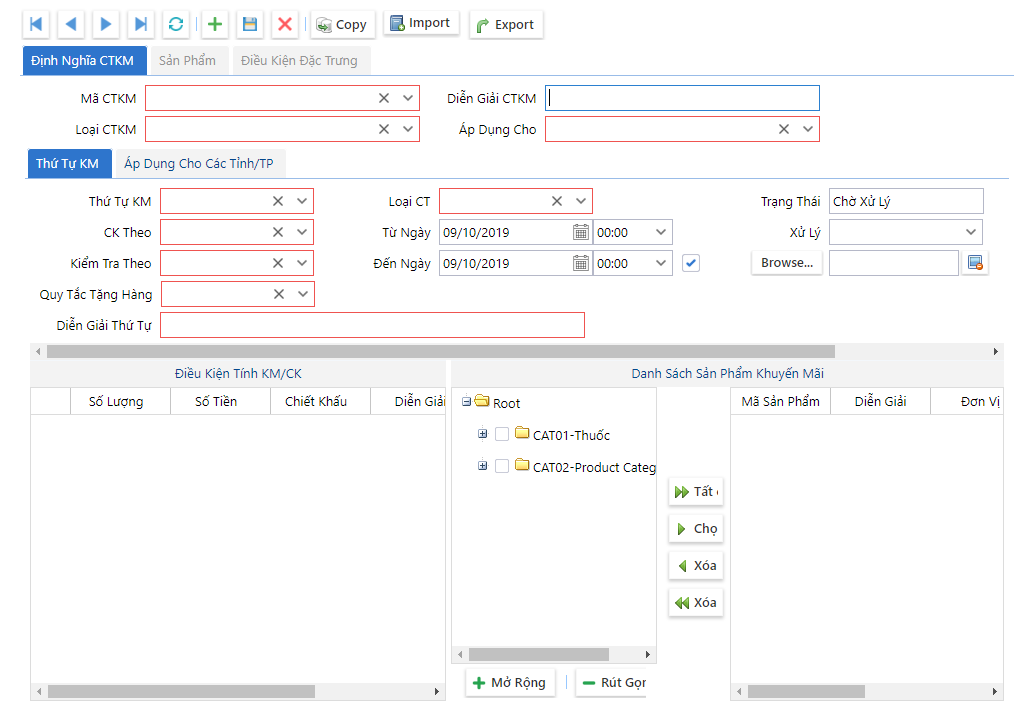 Copy Import Export
Định Nghĩa CTKM Sản Phẩm Điều Kiện Đặc Trưng
Mã CTKM Diễn Giải CTKM
Loại CTKM Áp Dụng Cho
Thứ Tự KM Áp Dụng Cho Các Tỉnh/TP
Thứ Tự KM Loại CT Trạng Thái Chờ Xử Lý
CK Theo Từ Ngày 09/10/2019 00:00 Xử Lý
Kiểm Tra Theo Đến Ngày 09/10/2019 00:00 Browse...
Quy Tắc Tặng Hàng
Diễn Giải Thứ Tự
Điều Kiện Tính KM/CK Danh Sách Sản Phẩm Khuyến Mãi
Số Lượng Số Tiền Chiết Khấu Diễn Giải Root Mã Sản Phẩm Diễn Giải Đơn Vị
CAT01-Thuốc
CAT02-Product Categ
Tất
Chọ
Xóa
Xóa
Mở Rộng Rút Gọn